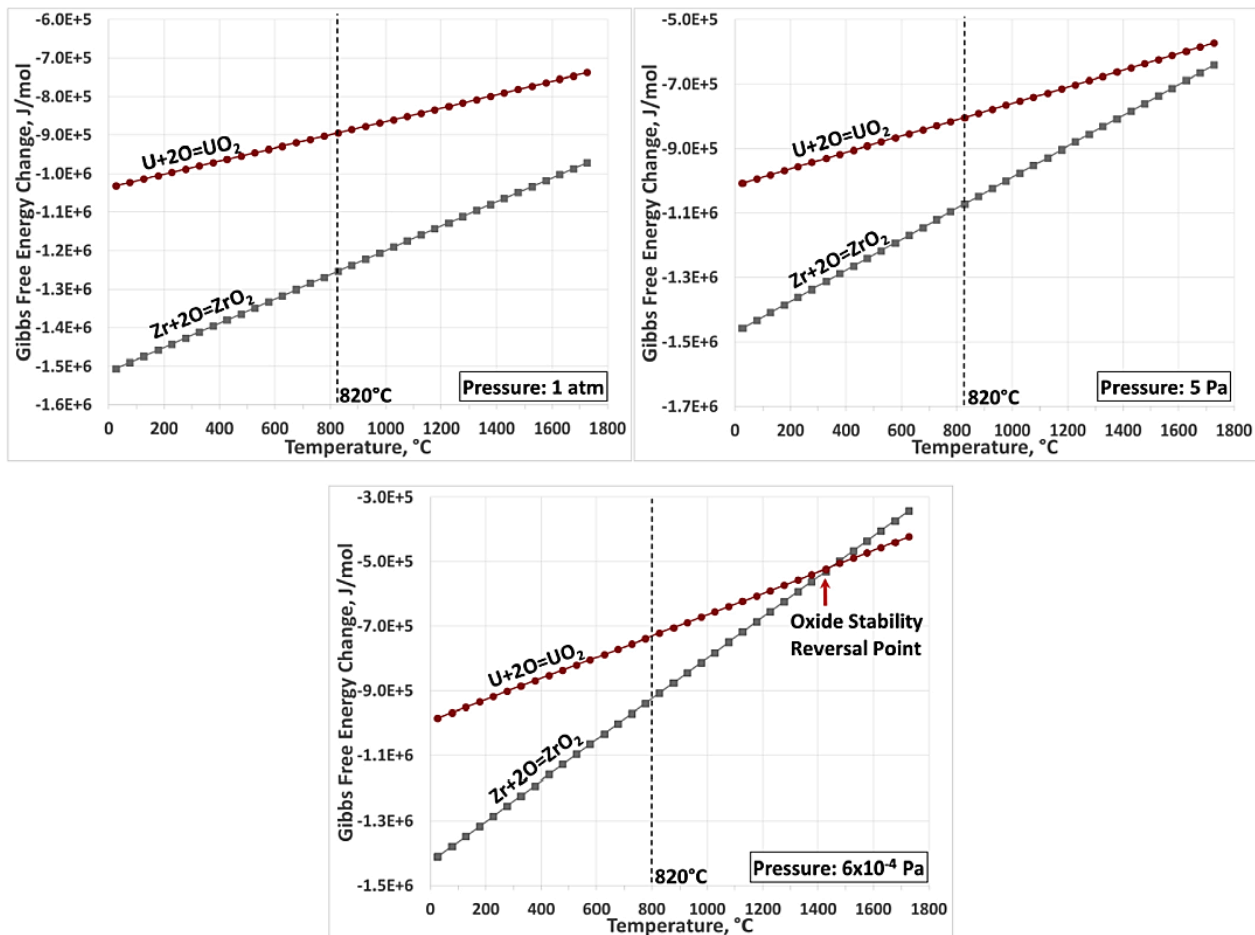 Gibbs Free Energy Change, J/mol
-6.0E+5
-7.0E+5
-8.0E+5
-9.0E+5
-1.0E+6
-1.1E+6
-1.2E+6
-1.3E+6
-1.4E+6
-1.5E+6
-1.6E+6
U+2O=UO₂
Zr+2O=ZrO₂
820°C
Pressure: 1 atm
0 200 400 600 800 1000 1200 1400 1600 1800
Temperature, °C
Gibbs Free Energy Change, J/mol
-5.0E+5
-7.0E+5
-9.0E+5
-1.1E+6
-1.3E+6
-1.5E+6
-1.7E+6
U+2O=UO₂
Zr+2O=ZrO₂
820°C
Pressure: 5 Pa
0 200 400 600 800 1000 1200 1400 1600 1800
Temperature, °C
Gibbs Free Energy Change, J/mol
-3.0E+5
-5.0E+5
-7.0E+5
-9.0E+5
-1.1E+6
-1.3E+6
-1.5E+6
U+2O=UO₂
Zr+2O=ZrO₂
Oxide Stability
Reversal Point
820°C
Pressure: 6x10⁻⁴ Pa
0 200 400 600 800 1000 1200 1400 1600 1800
Temperature, °C